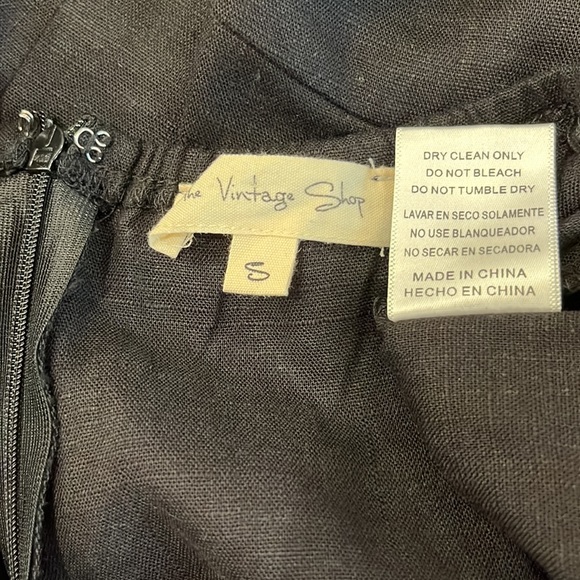 The Vintage Shop
S
DRY CLEAN ONLY
DO NOT BLEACH
DO NOT TUMBLE DRY
LAVAR EN SECO SOLAMENTE
NO USE BLANQUEADOR
NO SECAR EN SECADORA
MADE IN CHINA
HECHO EN CHINA